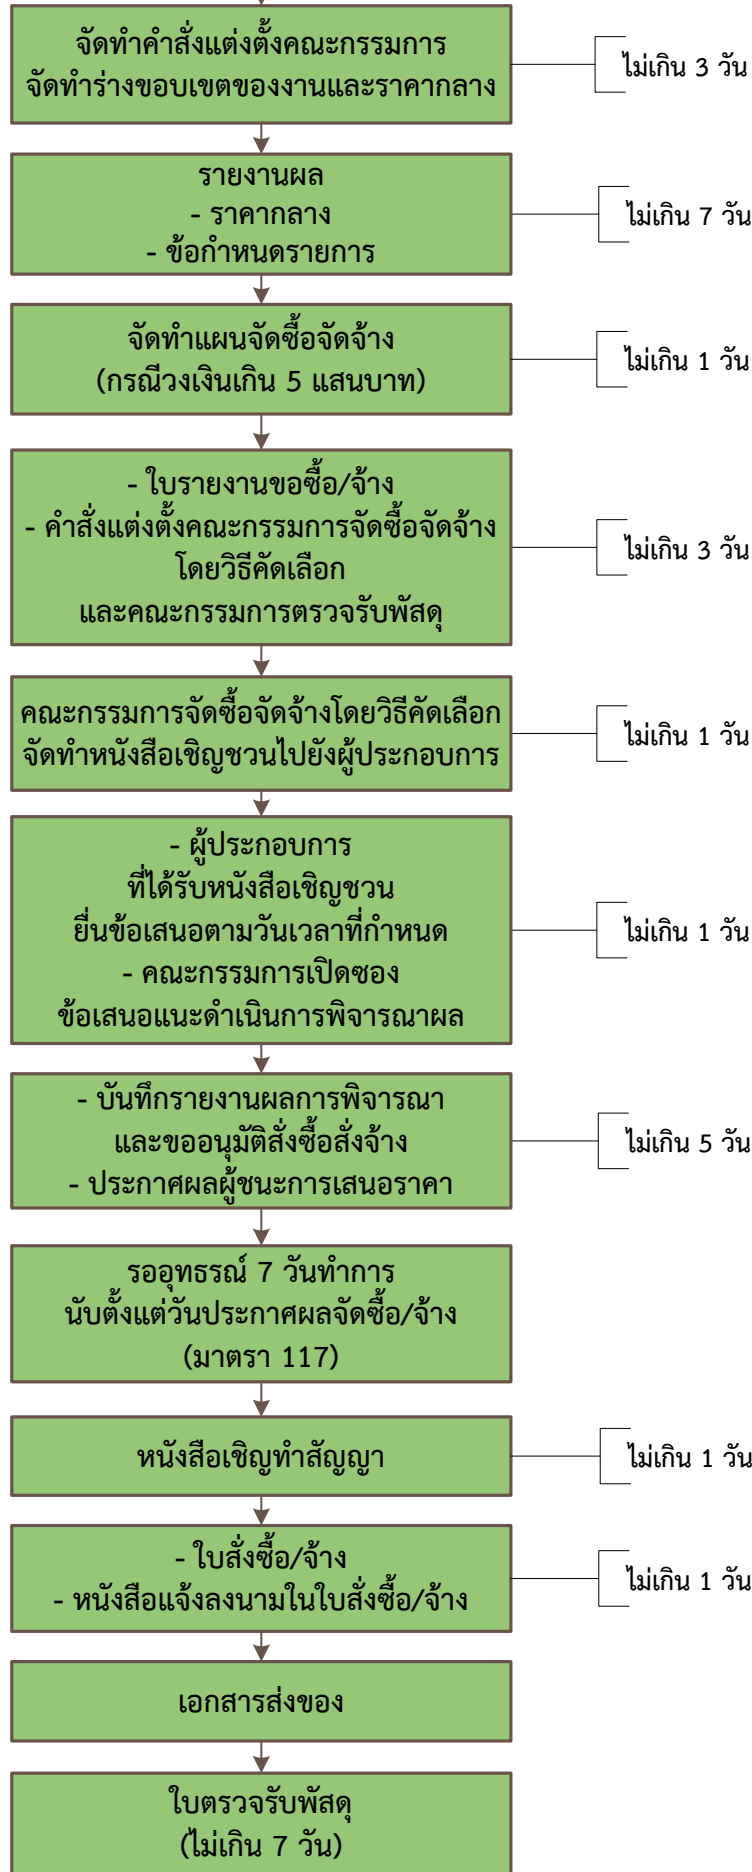 จัดทำคำสั่งแต่งตั้งคณะกรรมการ
จัดทำร่างขอบเขตของงานและราคากลาง
ไม่เกิน 3 วัน
รายงานผล
- ราคากลาง
- ข้อกำหนดรายการ
ไม่เกิน 7 วัน
จัดทำแผนจัดซื้อจัดจ้าง
(กรณีวงเงินเกิน 5 แสนบาท)
ไม่เกิน 1 วัน
- ใบรายงานขอซื้อ/จ้าง
- คำสั่งแต่งตั้งคณะกรรมการจัดซื้อจัดจ้าง
โดยวิธีคัดเลือก
และคณะกรรมการตรวจรับพัสดุ
ไม่เกิน 3 วัน
คณะกรรมการจัดซื้อจัดจ้างโดยวิธีคัดเลือก
จัดทำหนังสือเชิญชวนไปยังผู้ประกอบการ
ไม่เกิน 1 วัน
- ผู้ประกอบการ
ที่ได้รับหนังสือเชิญชวน
ยื่นข้อเสนอตามวันเวลาที่กำหนด
- คณะกรรมการเปิดซอง
ข้อเสนอแนะดำเนินการพิจารณาผล
ไม่เกิน 1 วัน
- บันทึกรายงานผลการพิจารณา
และขออนุมัติสั่งซื้อสั่งจ้าง
- ประกาศผลผู้ชนะการเสนอราคา
ไม่เกิน 5 วัน
รออุทธรณ์ 7 วันทำการ
นับตั้งแต่วันประกาศผลจัดซื้อ/จ้าง
(มาตรา 117)
หนังสือเชิญทำสัญญา
ไม่เกิน 1 วัน
- ใบสั่งซื้อ/จ้าง
- หนังสือแจ้งลงนามในใบสั่งซื้อ/จ้าง
ไม่เกิน 1 วัน
เอกสารส่งของ
ใบตรวจรับพัสดุ
(ไม่เกิน 7 วัน)